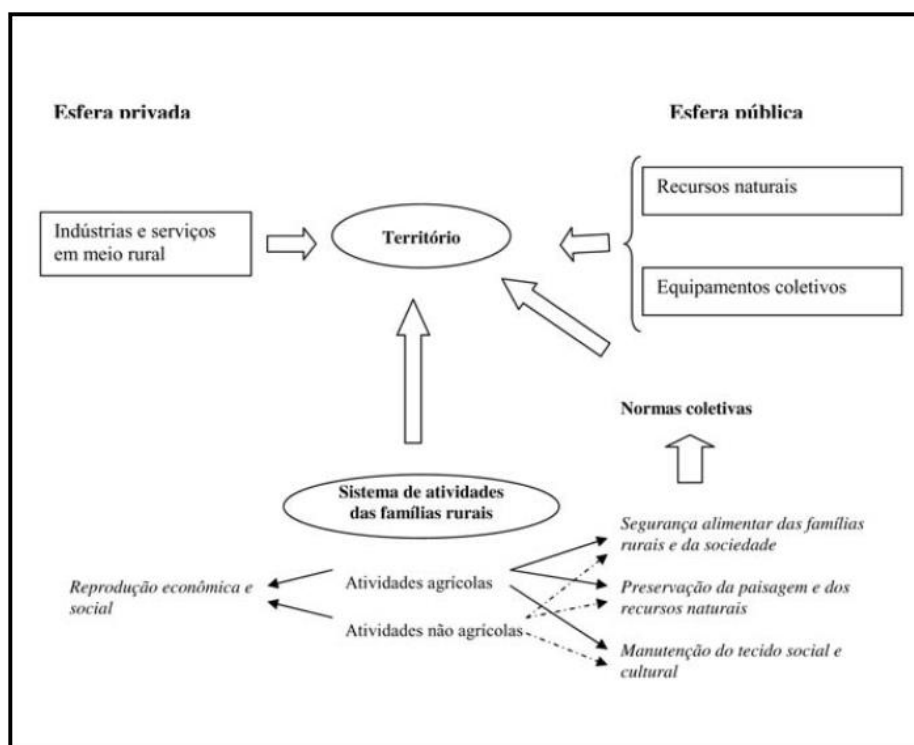 Esfera privada
Esfera pública
Recursos naturais
Indústrias e serviços
em meio rural
Território
Equipamentos coletivos
Normas coletivas
Sistema de atividades
das famílias rurais
Segurança alimentar das famílias
rurais e da sociedade
Reprodução econômica e
social
Atividades agrícolas
Preservação da paisagem e dos
recursos naturais
Atividades não agrícolas
Manutenção do tecido social e
cultural